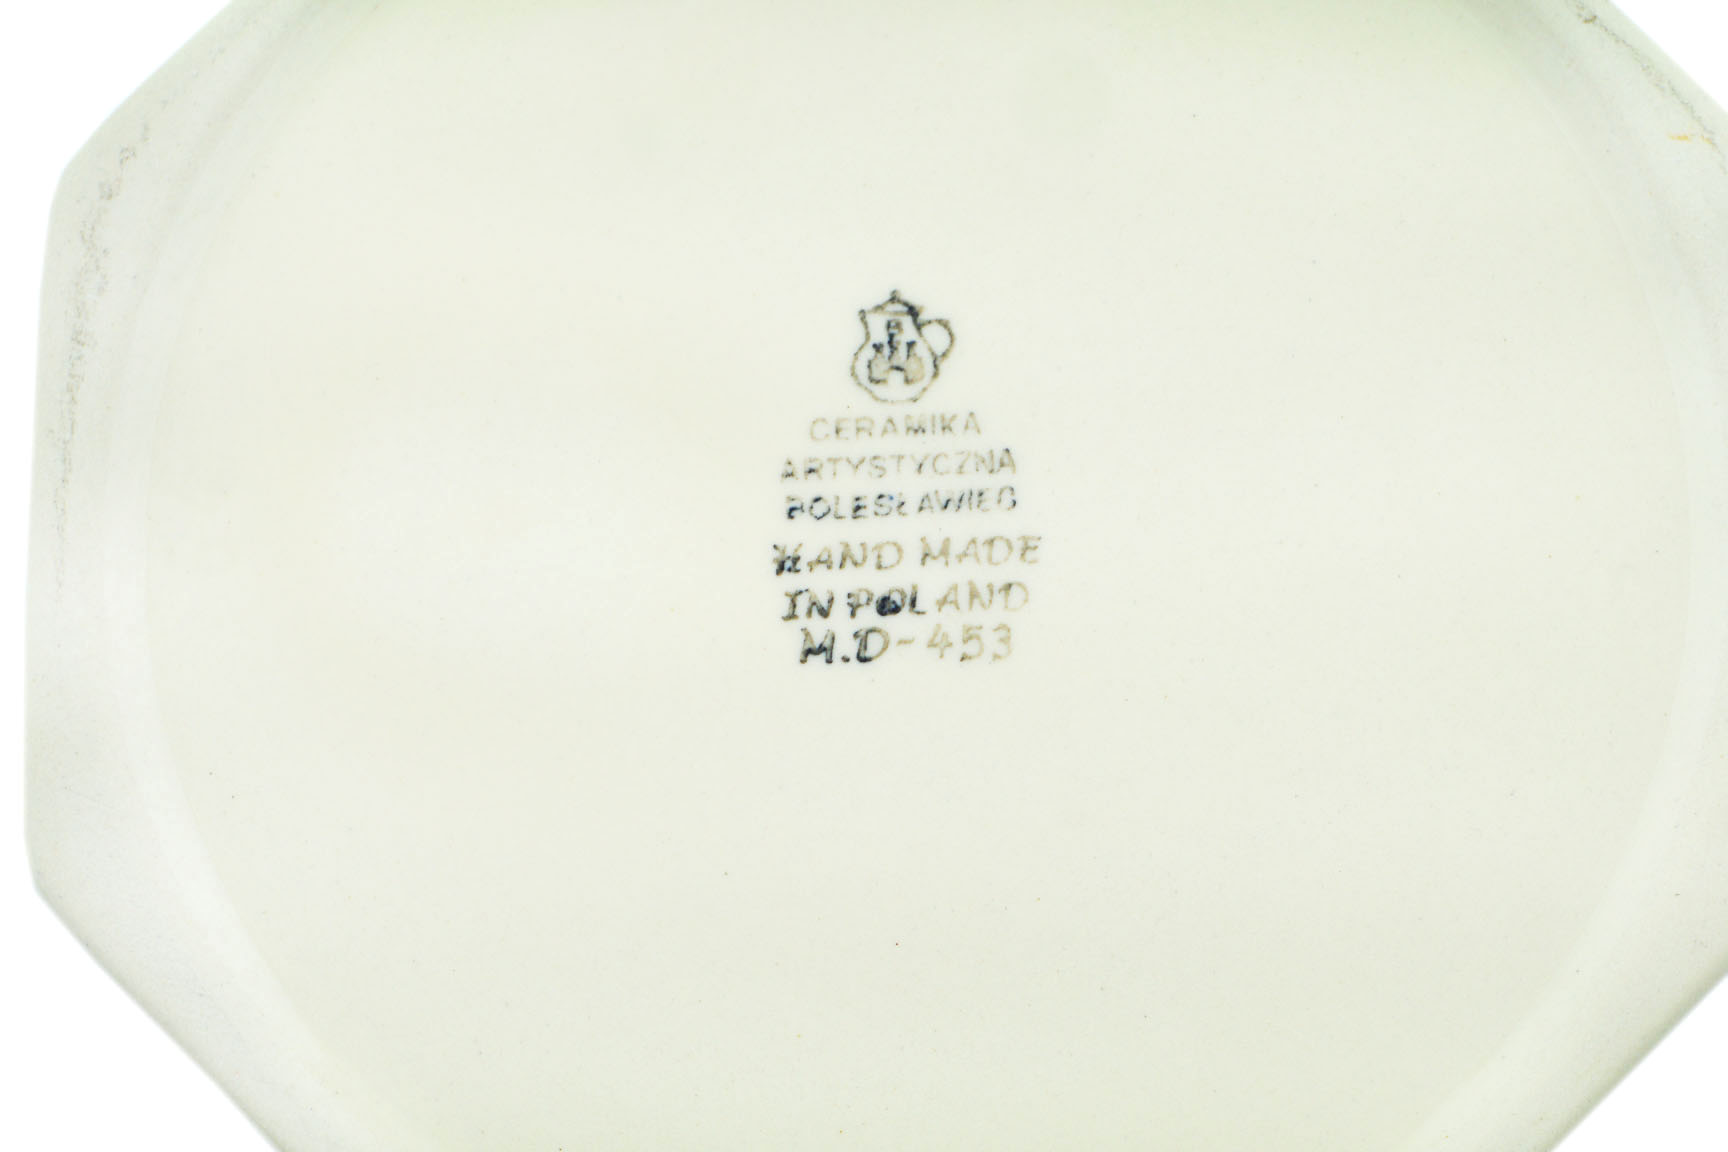 CERAMIKA
ARTYSTYCZNA
BOLESŁAWIEC
HAND MADE
IN POLAND
M.D-453